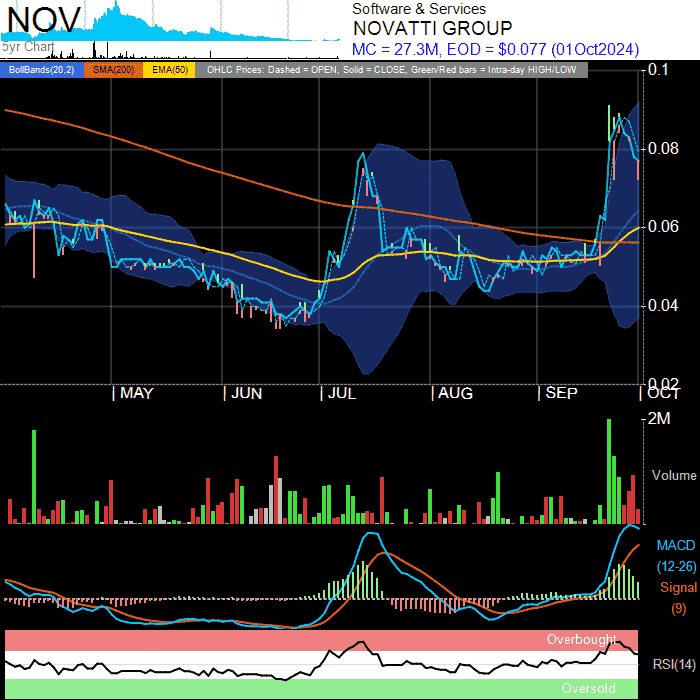 NOV
5yr Chart
Software & Services
NOVATTI GROUP
MC = 27.3M, EOD = $0.077 (01Oct2024)
BollBands(20,2) SMA(200) EMA(50) OHLC Prices: Dashed = OPEN, Solid = CLOSE, Green/Red bars = Intra-day HIGH/LOW
0.1
0.08
0.06
0.04
0.02
MAY JUN JUL AUG SEP OCT
2M
Volume
MACD
(12-26)
Signal
(9)
Overbought
RSI(14)
Oversold